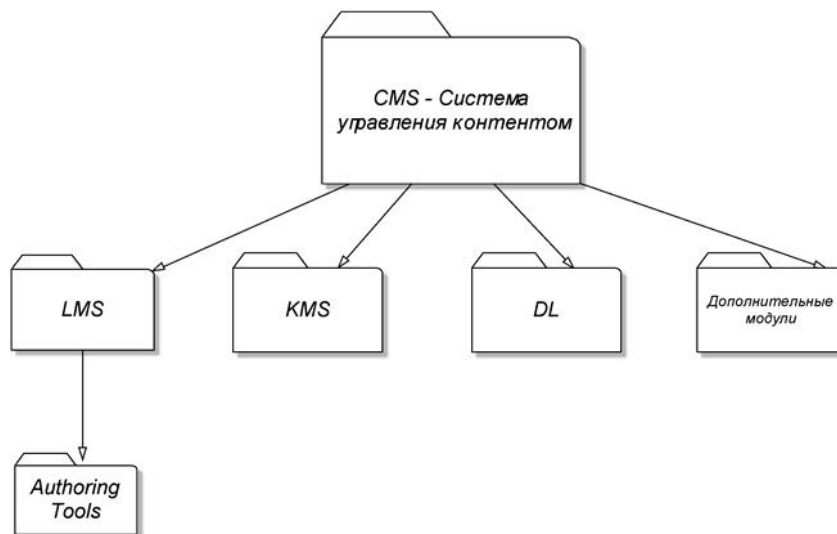 CMS - Система
управления контентом
LMS
KMS
DL
Дополнительные
модули
Authoring
Tools